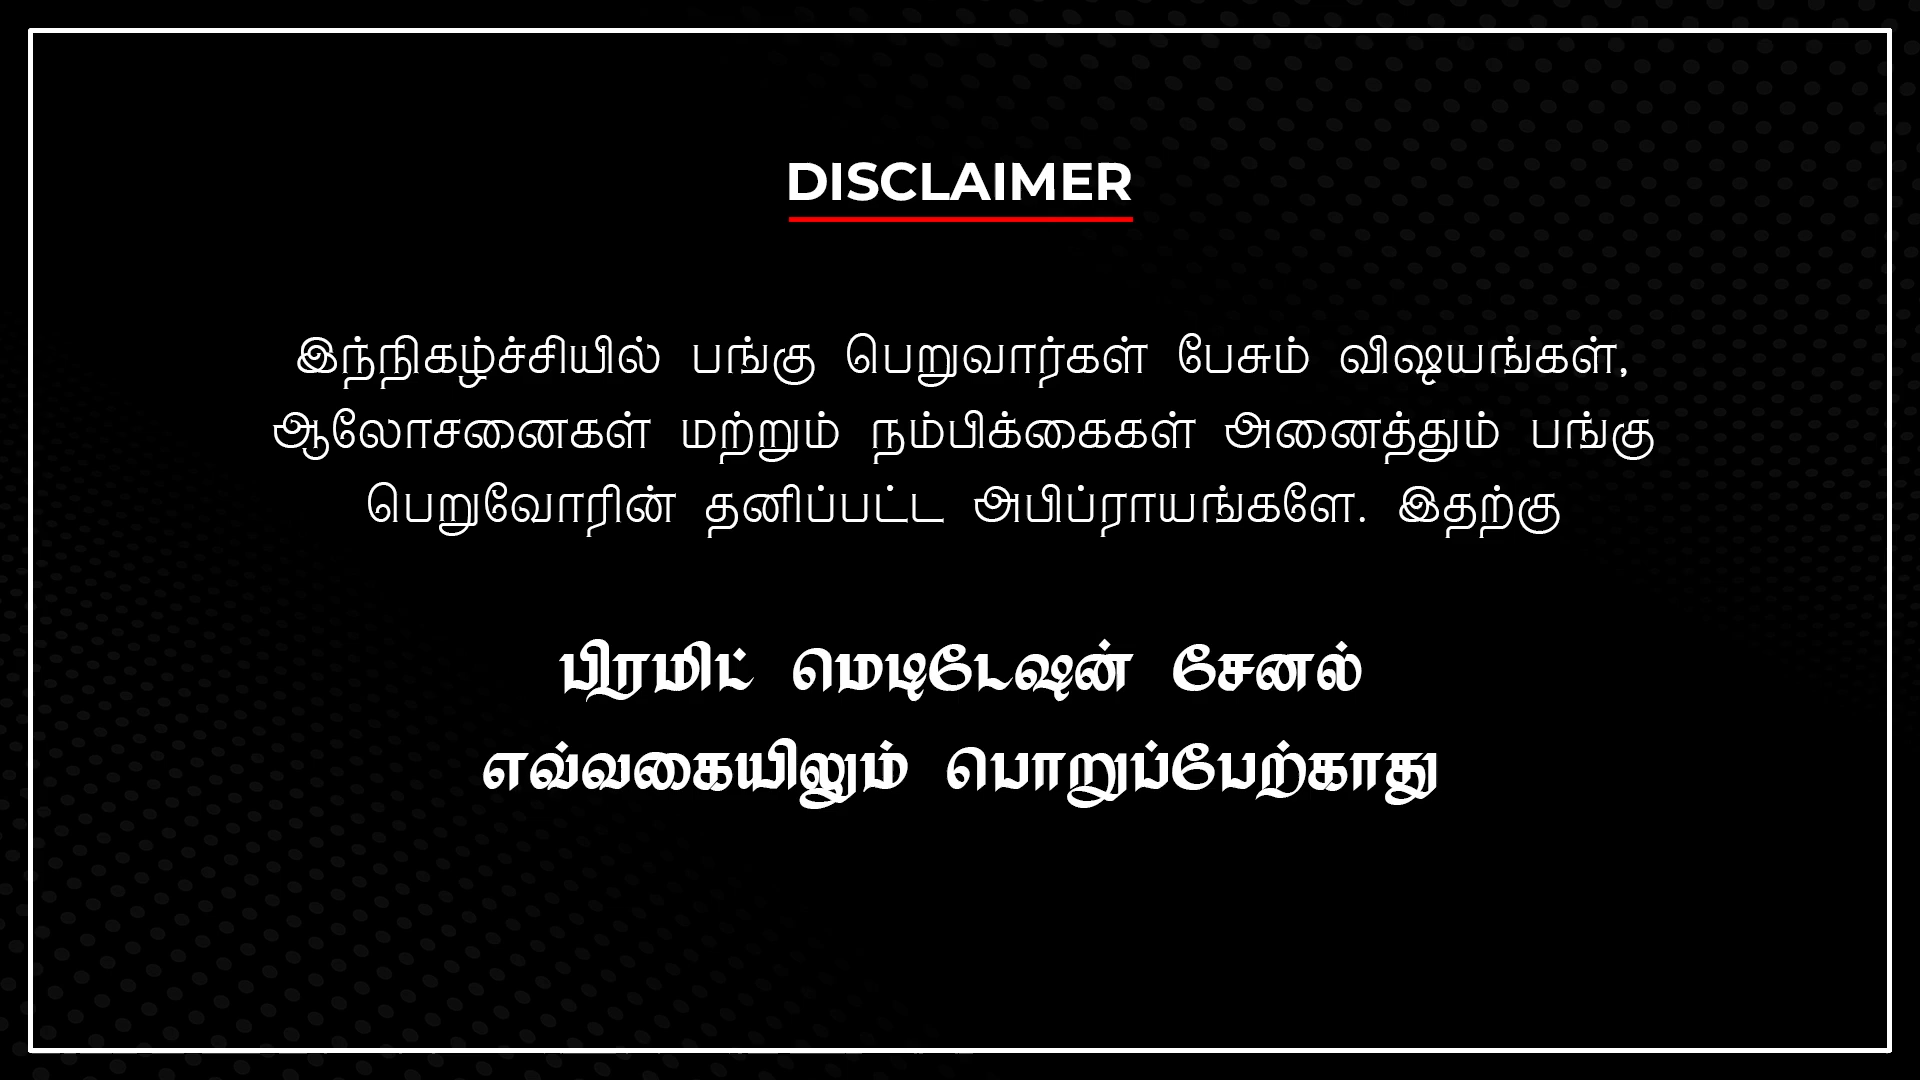 DISCLAIMER
இந்நிகழ்ச்சியில் பங்கு பெறுவார்கள் பேசும் விஷயங்கள்,
ஆலோசனைகள் மற்றும் நம்பிக்கைகள் அனைத்தும் பங்கு
பெறுவோரின் தனிப்பட்ட அபிப்ராயங்களே. இதற்கு
பிரமிட் மெடிடேஷன் சேனல்
எவ்வகையிலும் பொறுப்பேற்காது